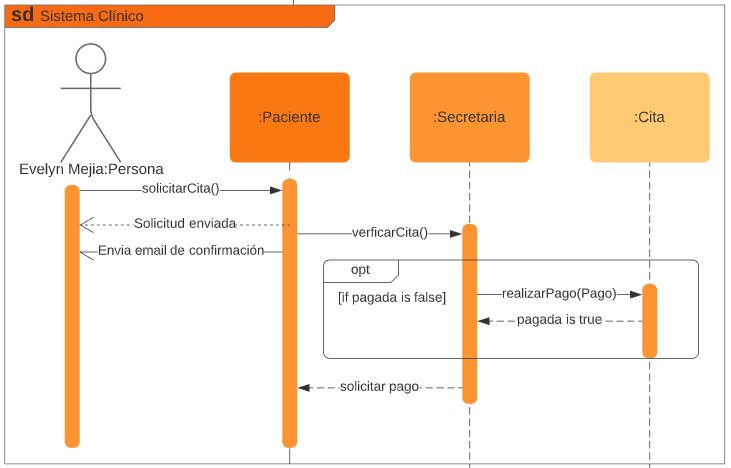 sd Sistema Clínico
:Paciente
:Secretaria
:Cita
Evelyn Mejia:Persona
solicitarCita()
Solicitud enviada
verficarCita()
Envia email de confirmación
opt
[if pagada is false]
realizarPago(Pago)
pagada is true
solicitar pago